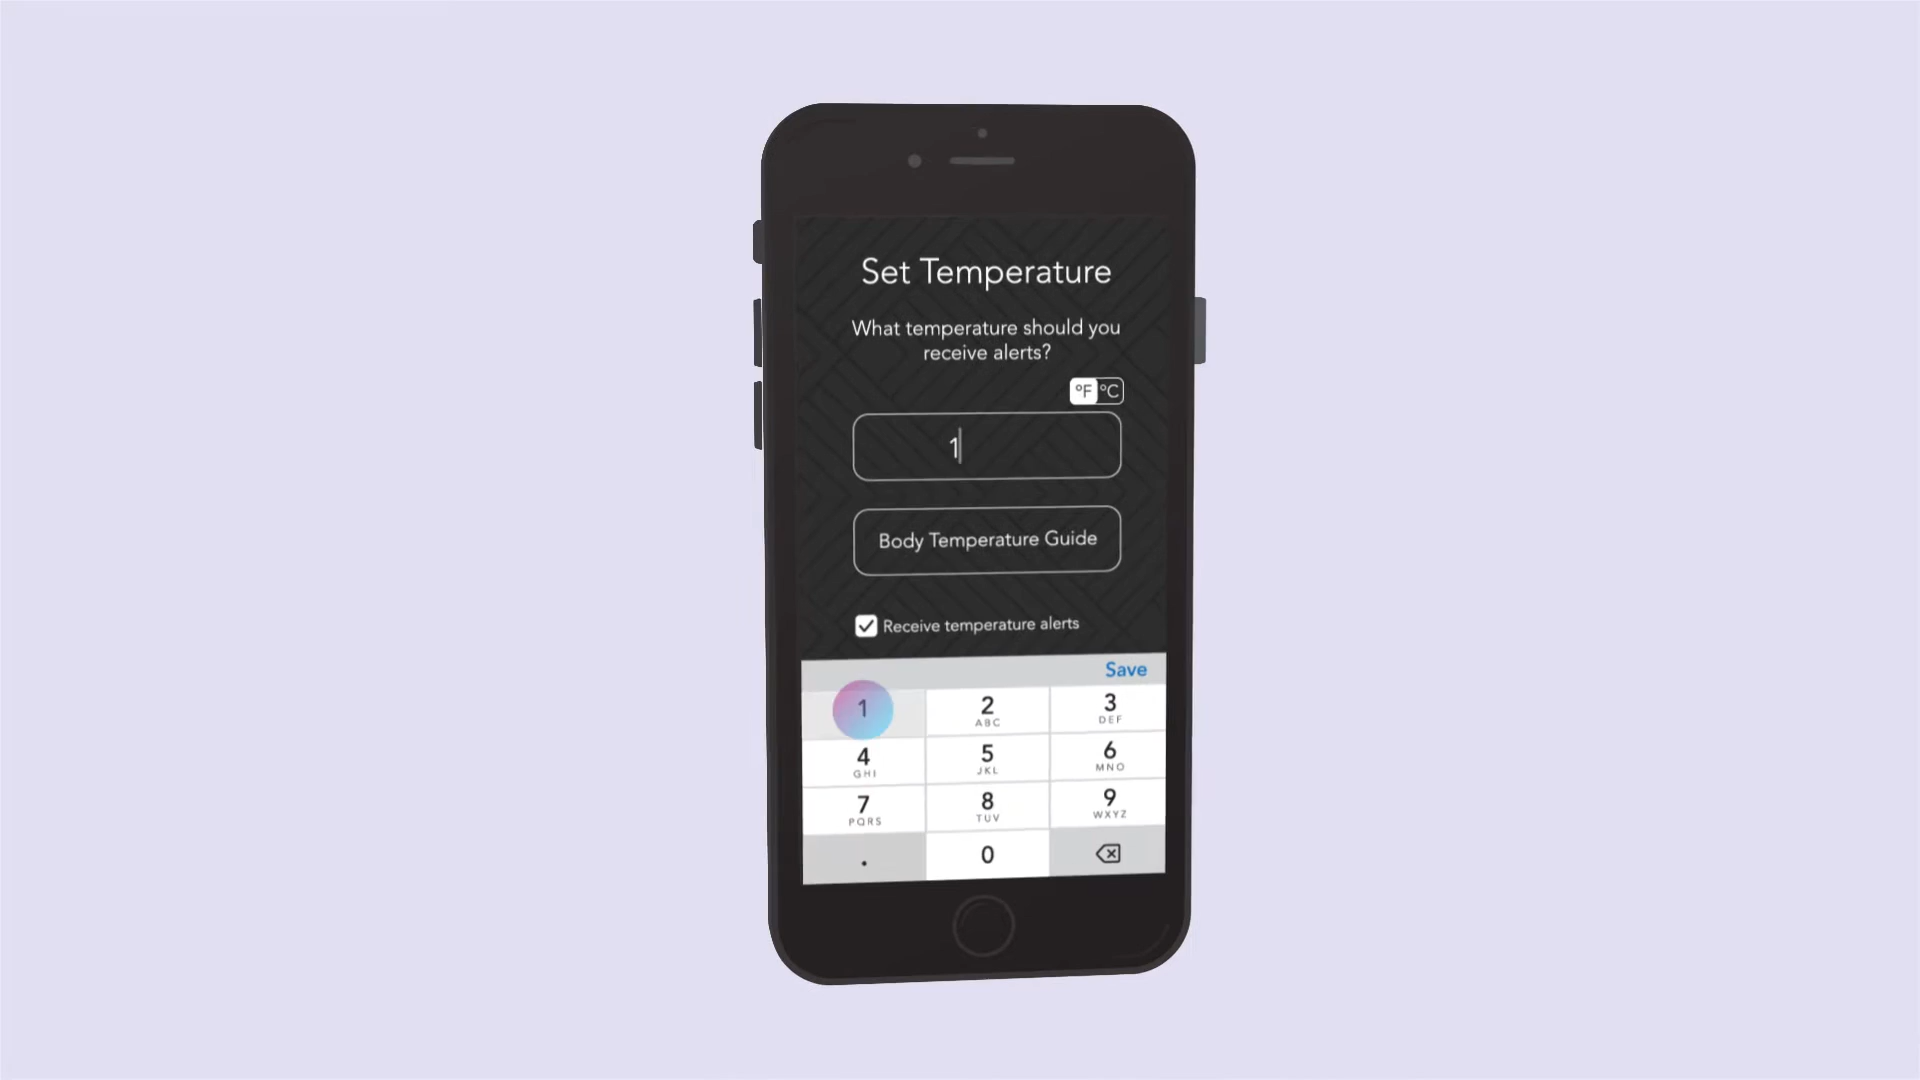 Set Temperature
What temperature should you
receive alerts?
°F °C
1
Body Temperature Guide
Receive temperature alerts
Save
1
2
ABC
3
DEF
4
GHI
5
JKL
6
MNO
7
PQRS
8
TUV
9
WXYZ
.
0